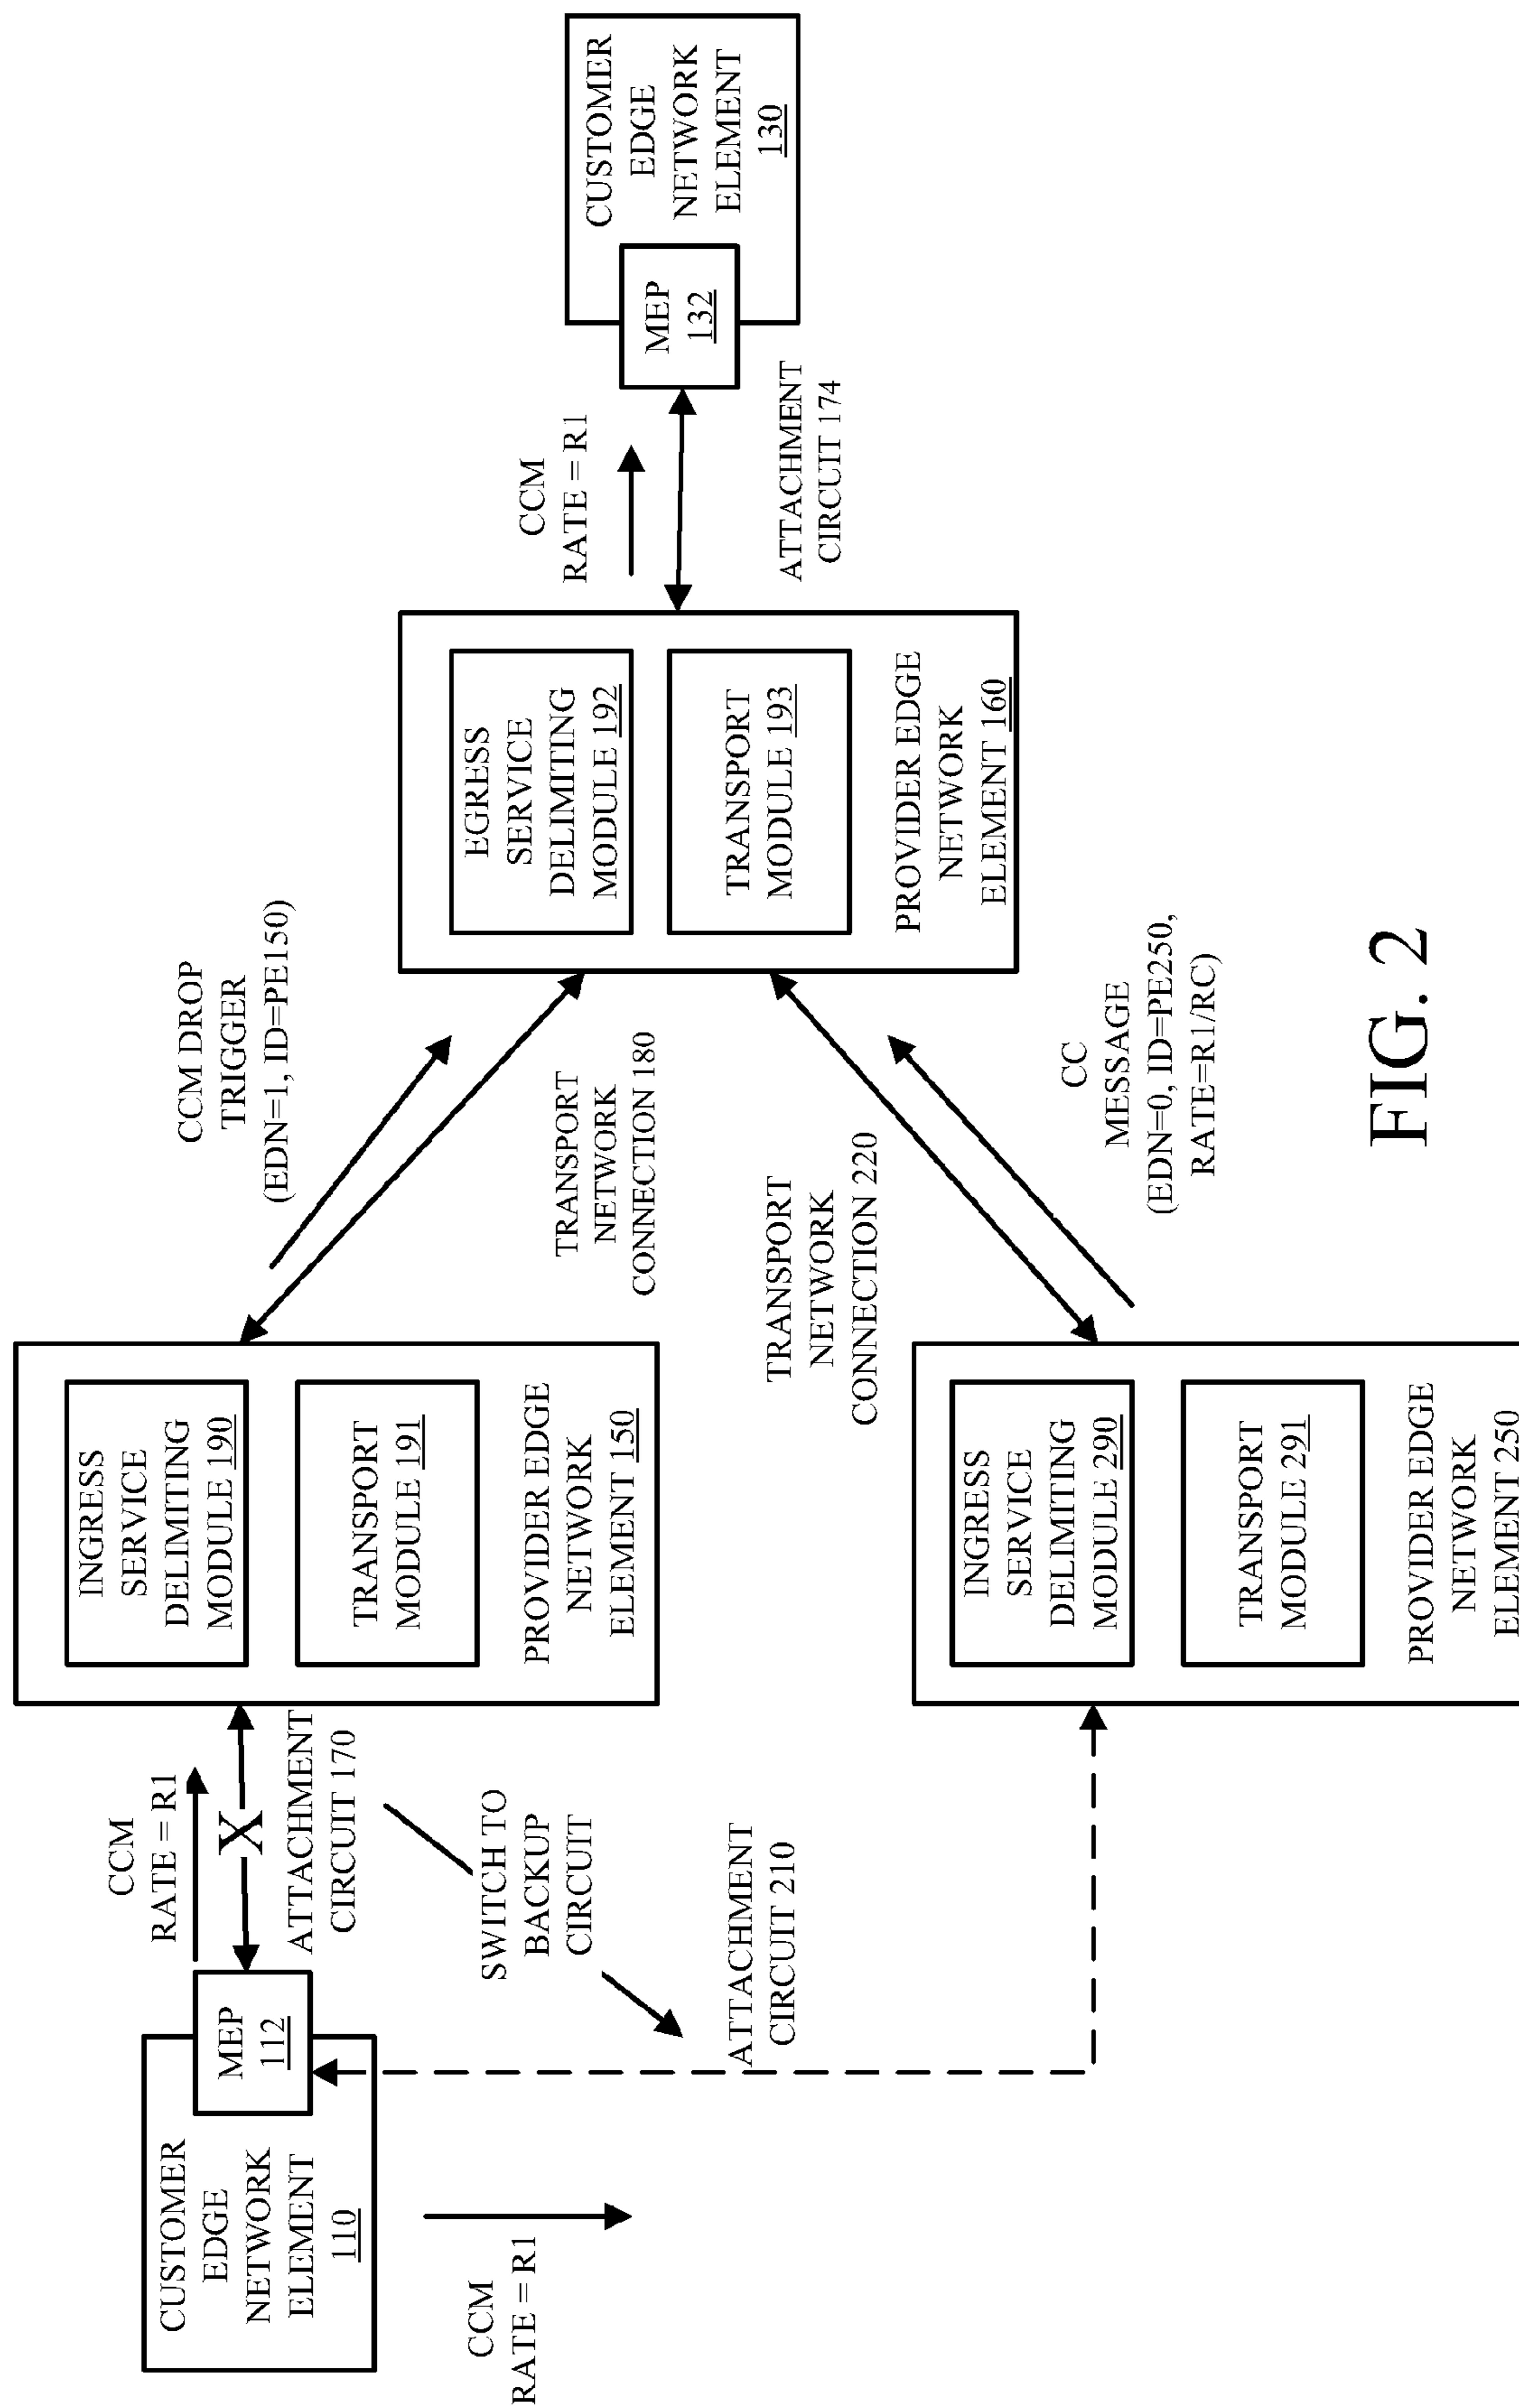 CCM
RATE = R1
CUSTOMER
EDGE
NETWORK
ELEMENT
110
MEP
112
CCM
RATE = R1
X
ATTACHMENT
CIRCUIT 170
SWITCH TO
BACKUP
CIRCUIT
ATTACHMENT
CIRCUIT 210
INGRESS
SERVICE
DELIMITING
MODULE 190
TRANSPORT
MODULE 191
PROVIDER EDGE
NETWORK
ELEMENT 150
INGRESS
SERVICE
DELIMITING
MODULE 290
TRANSPORT
MODULE 291
PROVIDER EDGE
NETWORK
ELEMENT 250
CCM DROP
TRIGGER
(EDN=1, ID=PE150)
TRANSPORT
NETWORK
CONNECTION 180
TRANSPORT
NETWORK
CONNECTION 220
CC
MESSAGE
(EDN=0, ID=PE250,
RATE=R1/RC)
EGRESS
SERVICE
DELIMITING
MODULE 192
TRANSPORT
MODULE 193
PROVIDER EDGE
NETWORK
ELEMENT 160
CCM
RATE = R1
ATTACHMENT
CIRCUIT 174
MEP
132
CUSTOMER
EDGE
NETWORK
ELEMENT
130
FIG. 2